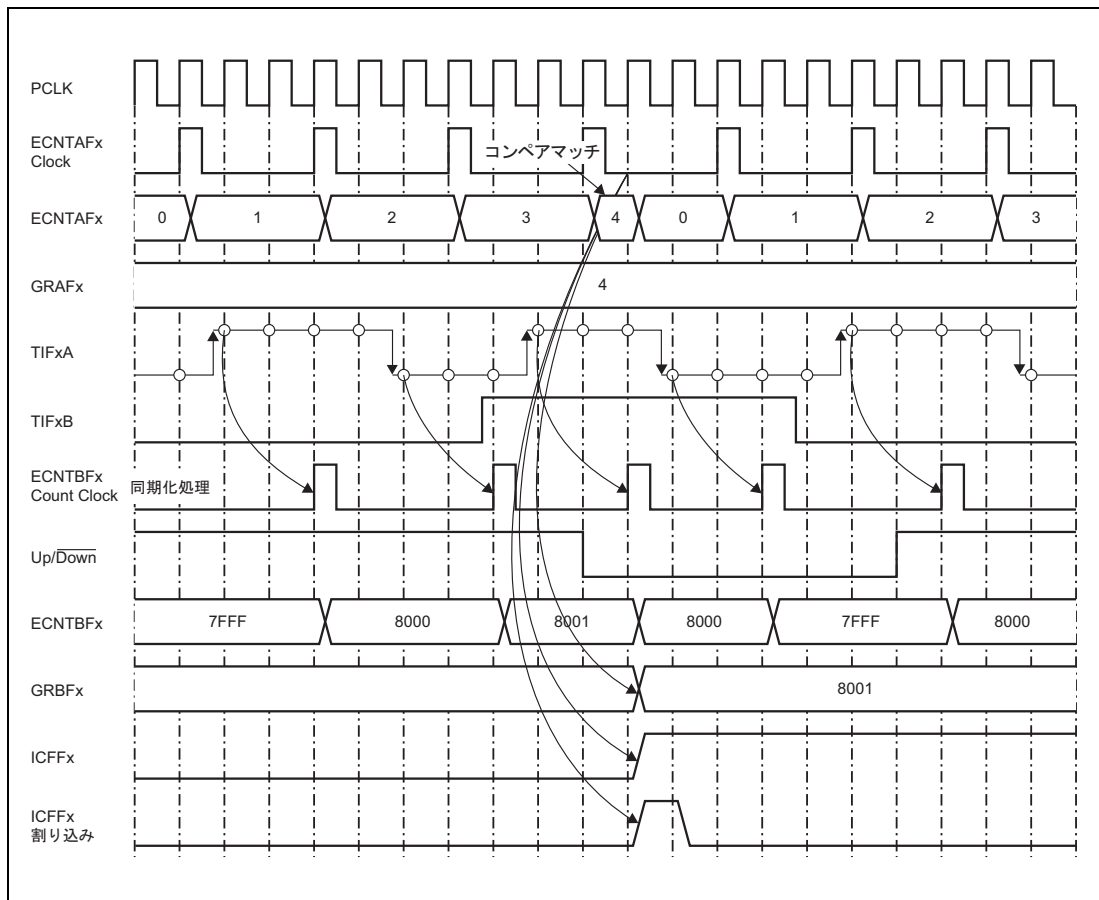 PCLK
ECNTAFx
Clock
コンペアマッチ
ECNTAFx
0 1 2 3 4 0 1 2 3
GRAFx
4
TIFxA
TIFxB
ECNTBFx
Count Clock
同期化処理
Up/Down
ECNTBFx
7FFF 8000 8001 8000 7FFF 8000
GRBFx
8001
ICFFx
ICFFx
割り込み